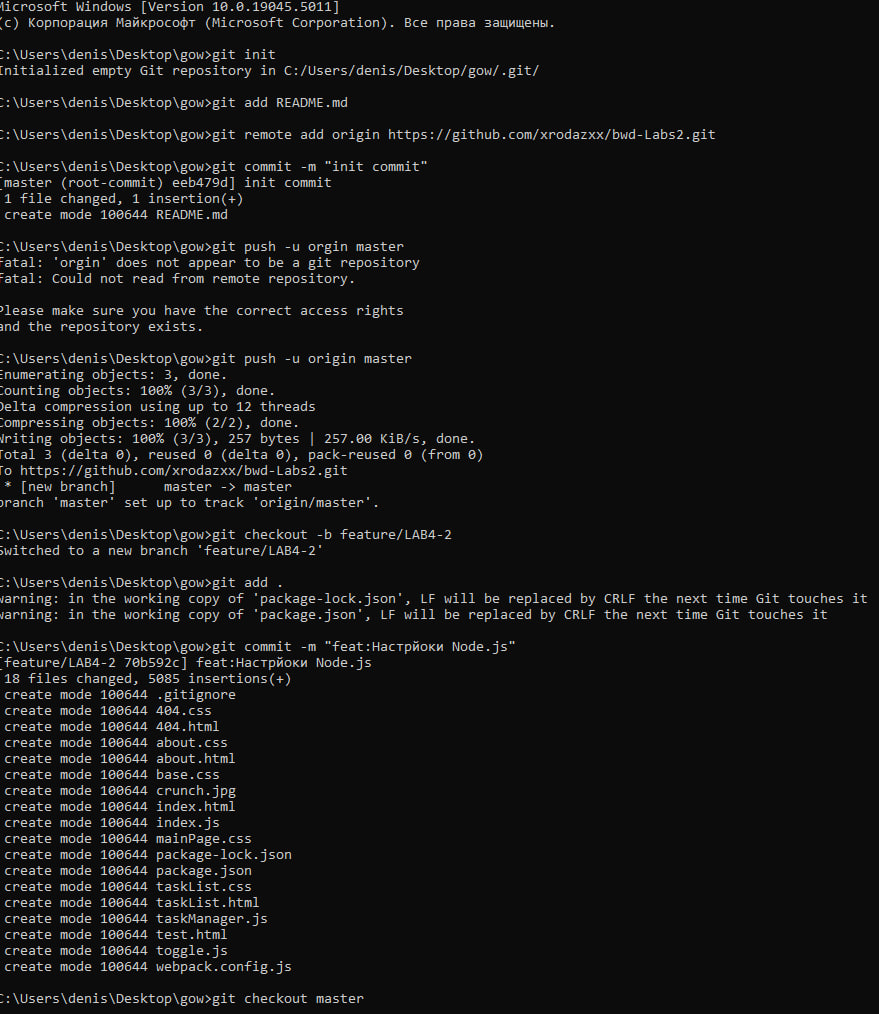 Microsoft Windows [Version 10.0.19045.5011]
(c) Корпорация Майкрософт (Microsoft Corporation). Все права защищены.
C:\Users\denis\Desktop\gow>git init
Initialized empty Git repository in C:/Users/denis/Desktop/gow/.git/
C:\Users\denis\Desktop\gow>git add README.md
C:\Users\denis\Desktop\gow>git remote add origin https://github.com/xrodazxx/bwd-Labs2.git
C:\Users\denis\Desktop\gow>git commit -m "init commit"
[master (root-commit) eeb479d] init commit
1 file changed, 1 insertion(+)
create mode 100644 README.md
C:\Users\denis\Desktop\gow>git push -u orgin master
fatal: 'orgin' does not appear to be a git repository
fatal: Could not read from remote repository.
Please make sure you have the correct access rights
and the repository exists.
C:\Users\denis\Desktop\gow>git push -u origin master
Enumerating objects: 3, done.
Counting objects: 100% (3/3), done.
Delta compression using up to 12 threads
Compressing objects: 100% (2/2), done.
Writing objects: 100% (3/3), 257 bytes | 257.00 KiB/s, done.
Total 3 (delta 0), reused 0 (delta 0), pack-reused 0 (from 0)
To https://github.com/xrodazxx/bwd-Labs2.git
* [new branch]      master -> master
branch 'master' set up to track 'origin/master'.
C:\Users\denis\Desktop\gow>git checkout -b feature/LAB4-2
Switched to a new branch 'feature/LAB4-2'
C:\Users\denis\Desktop\gow>git add .
warning: in the working copy of 'package-lock.json', LF will be replaced by CRLF the next time Git touches it
warning: in the working copy of 'package.json', LF will be replaced by CRLF the next time Git touches it
C:\Users\denis\Desktop\gow>git commit -m "feat:Настрйоки Node.js"
[feature/LAB4-2 70b592c] feat:Настрйоки Node.js
18 files changed, 5085 insertions(+)
create mode 100644 .gitignore
create mode 100644 404.css
create mode 100644 404.html
create mode 100644 about.css
create mode 100644 about.html
create mode 100644 base.css
create mode 100644 crunch.jpg
create mode 100644 index.html
create mode 100644 index.js
create mode 100644 mainPage.css
create mode 100644 package-lock.json
create mode 100644 package.json
create mode 100644 taskList.css
create mode 100644 taskList.html
create mode 100644 taskManager.js
create mode 100644 test.html
create mode 100644 toggle.js
create mode 100644 webpack.config.js
C:\Users\denis\Desktop\gow>git checkout master